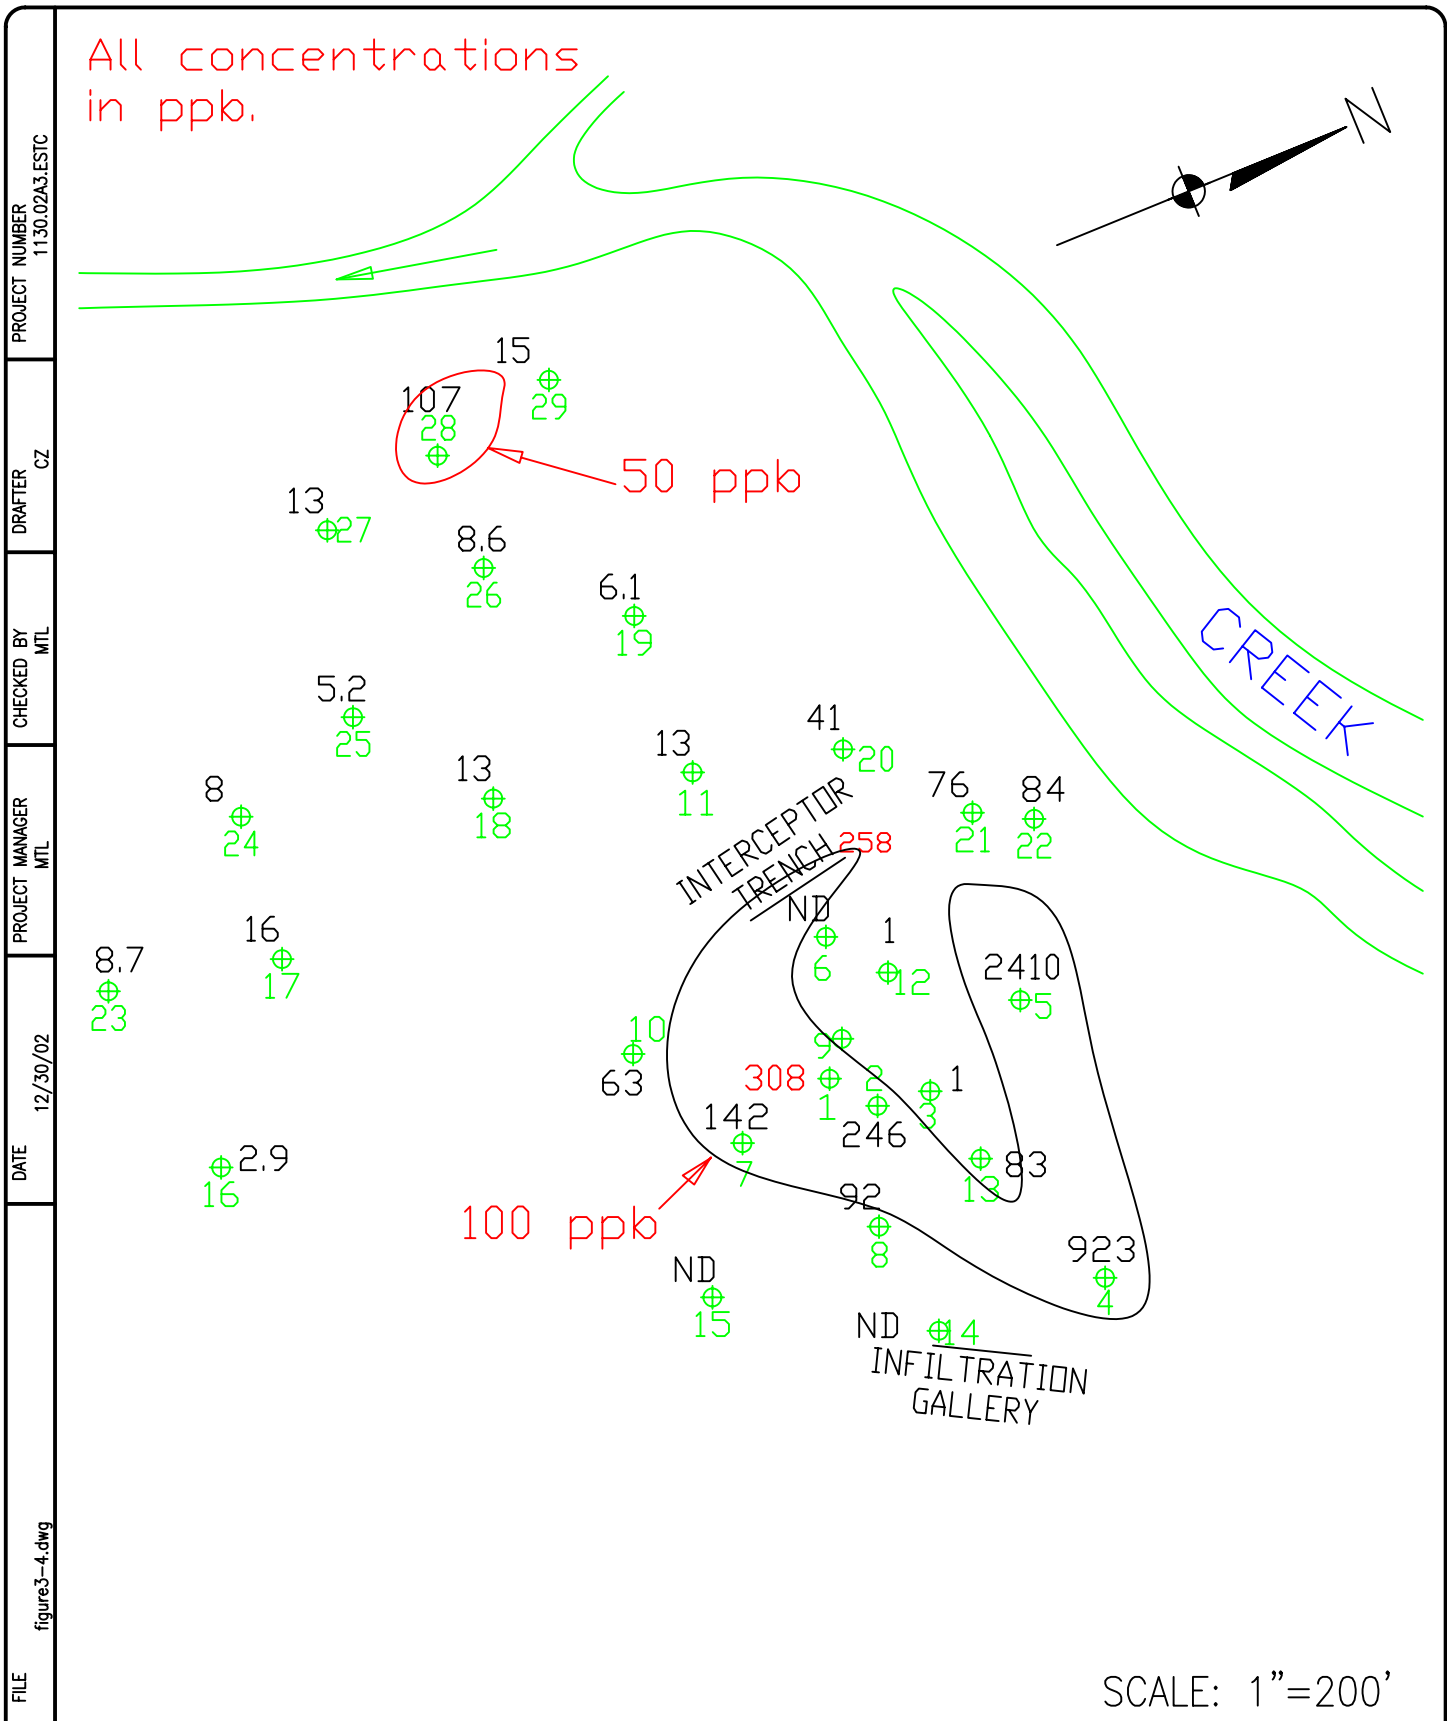 All concentrations
in ppb.
N
PROJECT NUMBER
1130.02A3.ESTC
DRAFTER
CZ
CHECKED BY
MTL
PROJECT MANAGER
MTL
DATE
12/30/02
FILE
figure3-4.dwg
15
29
107
28
50 ppb
13
27
8.6
26
6.1
19
CREEK
5.2
25
41
20
13
11
13
18
8
24
76
21
84
22
INTERCEPTOR
TRENCH
258
ND
6
1
12
16
17
8.7
23
2410
5
10
63
9
308
1
2
246
1
3
142
7
83
13
2.9
16
100 ppb
92
8
923
4
ND
15
ND
14
INFILTRATION
GALLERY
SCALE: 1"=200'